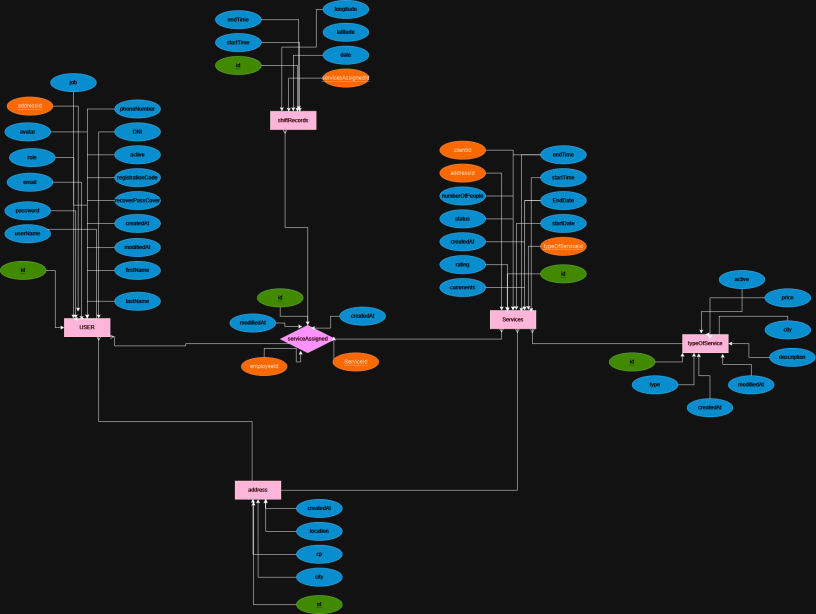 longitude
endTime
latitude
startTime
date
id
servicesAssignedId
shiftRecords
job
addressId
phoneNumber
avatar
DNI
role
active
email
registrationCode
password
recoverPassCover
userName
createdAt
modifiedAt
id
firstName
lastName
USER
clientId
endTime
addressId
startTime
numberOfPeople
EndDate
status
startDate
createdAt
typeOfServiceId
rating
id
comments
Services
id
modifiedAt
createdAt
serviceAssigned
employeeId
ServiceId
active
price
city
typeOfService
description
id
type
modifiedAt
createdAt
address
createdAt
location
cp
city
id